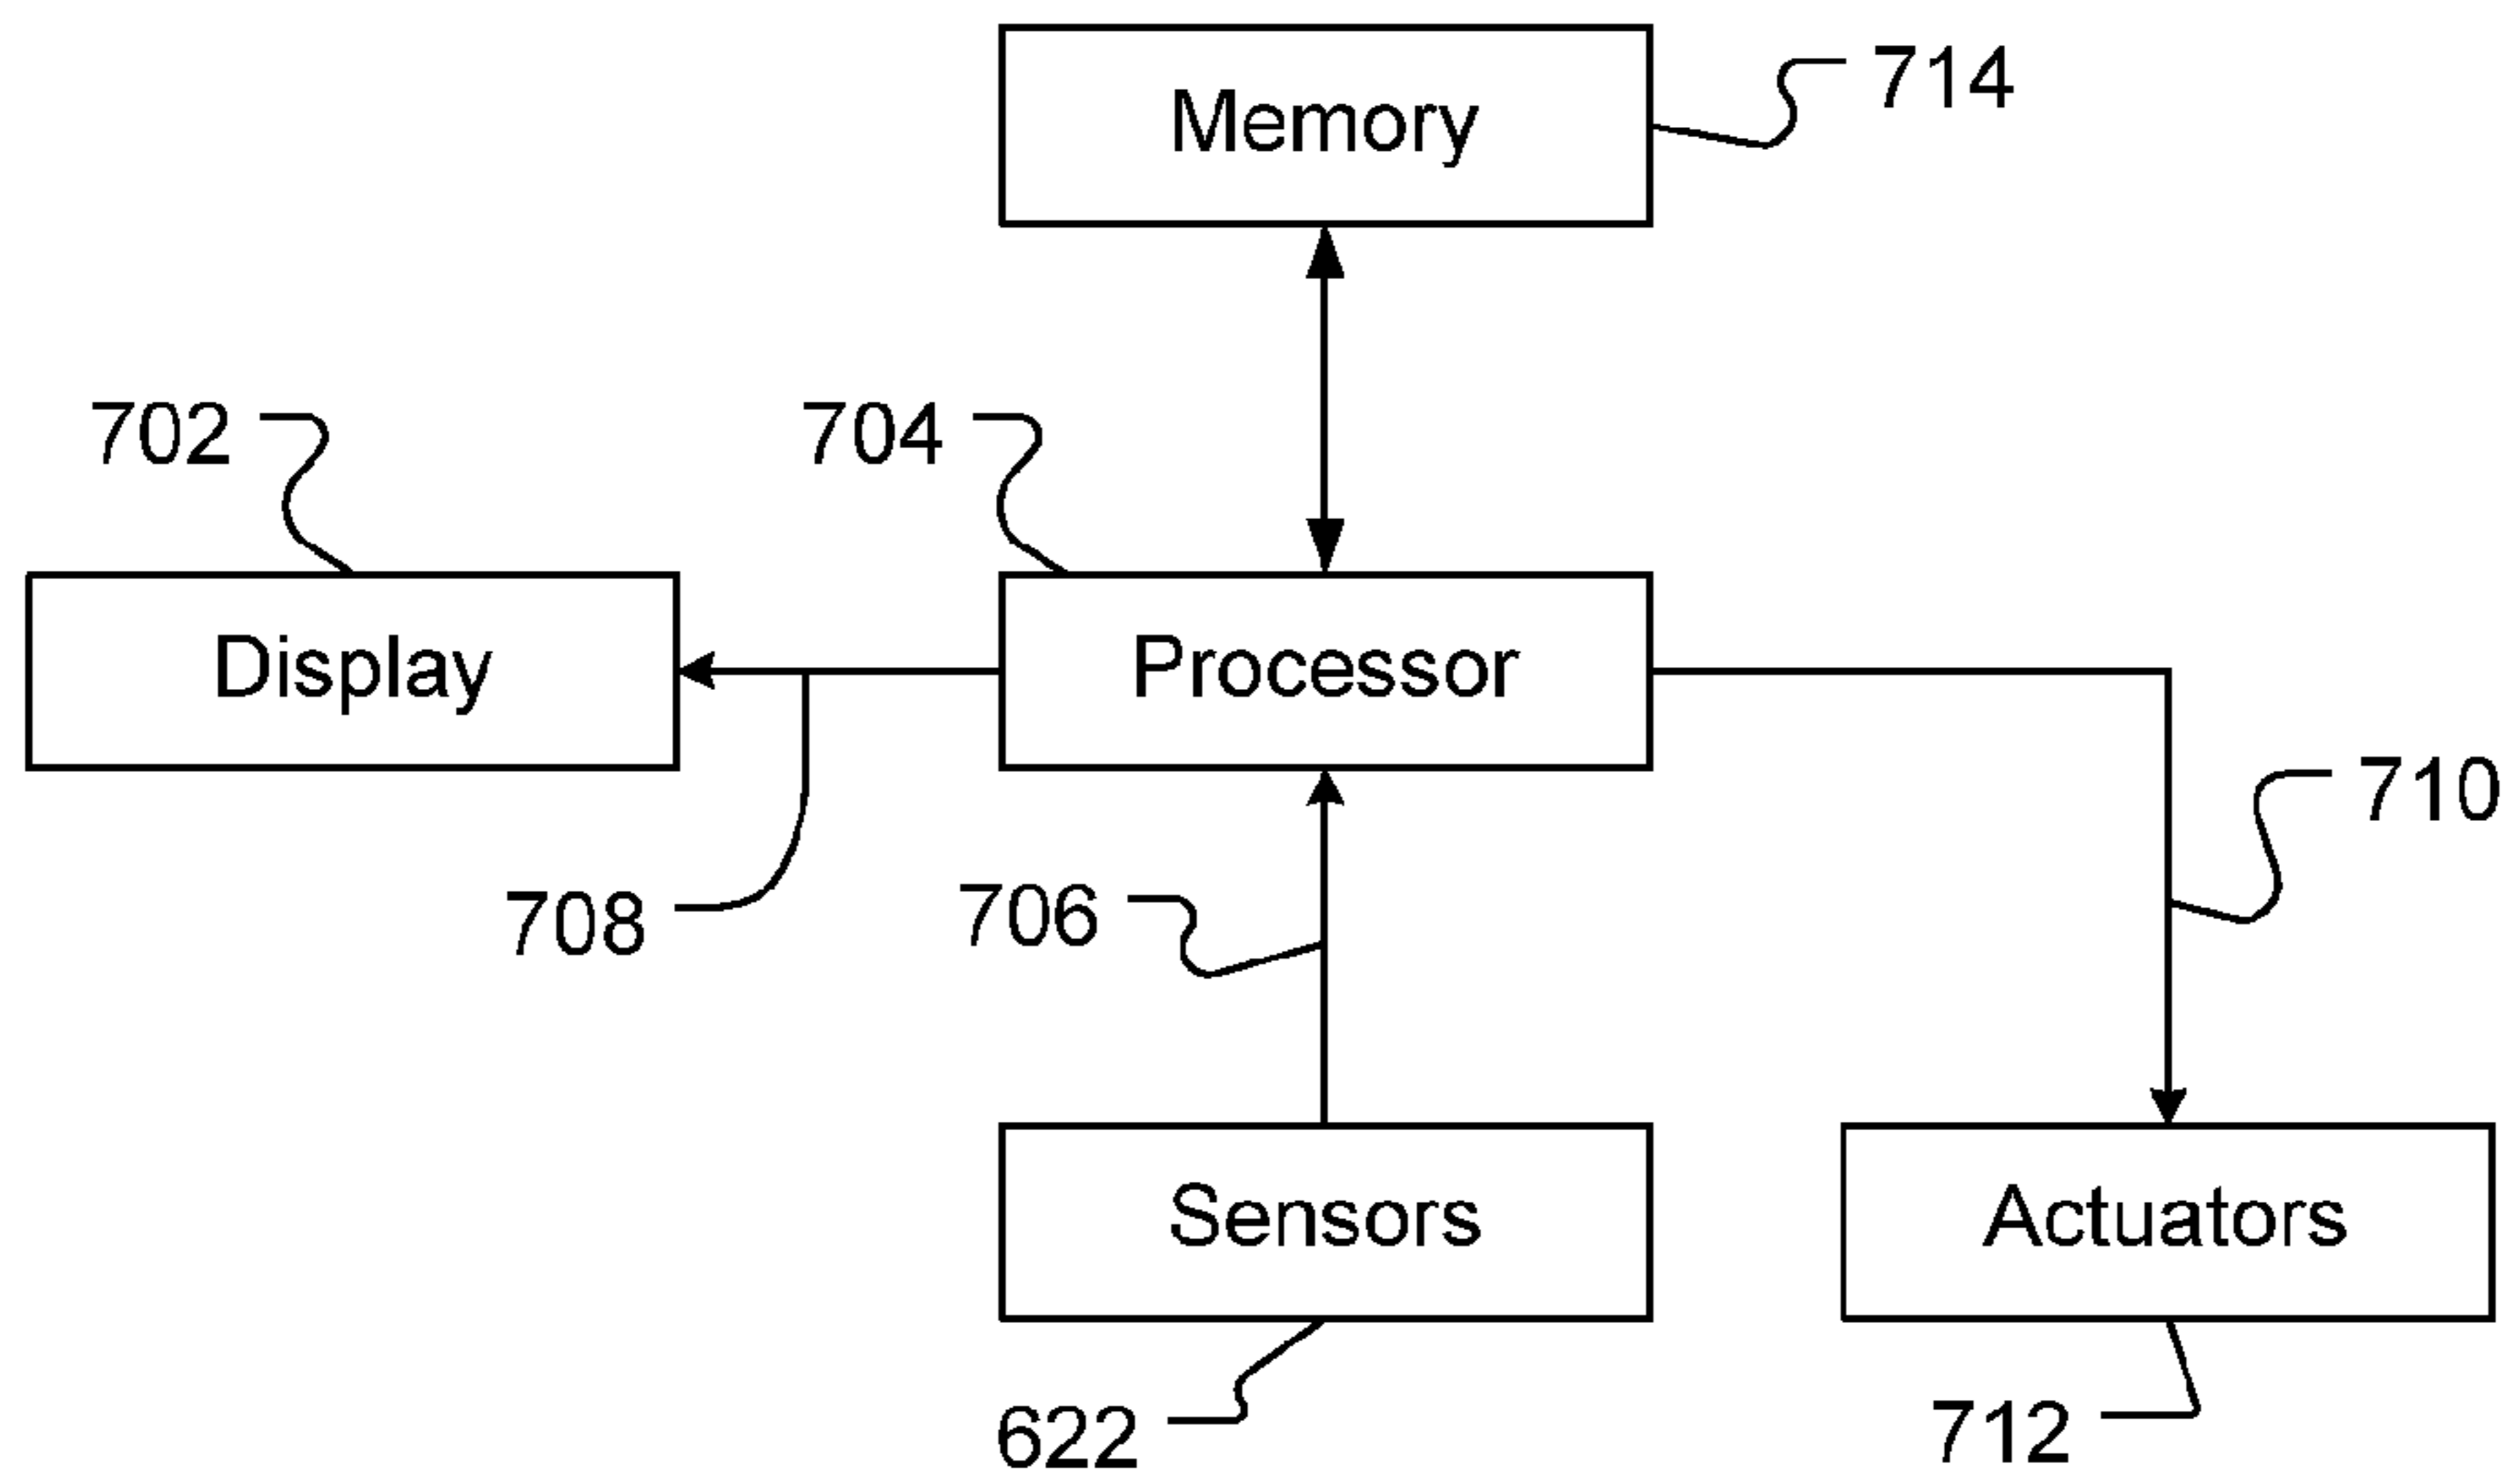 Memory
714
702
704
Display
Processor
710
708
706
Sensors
Actuators
622
712